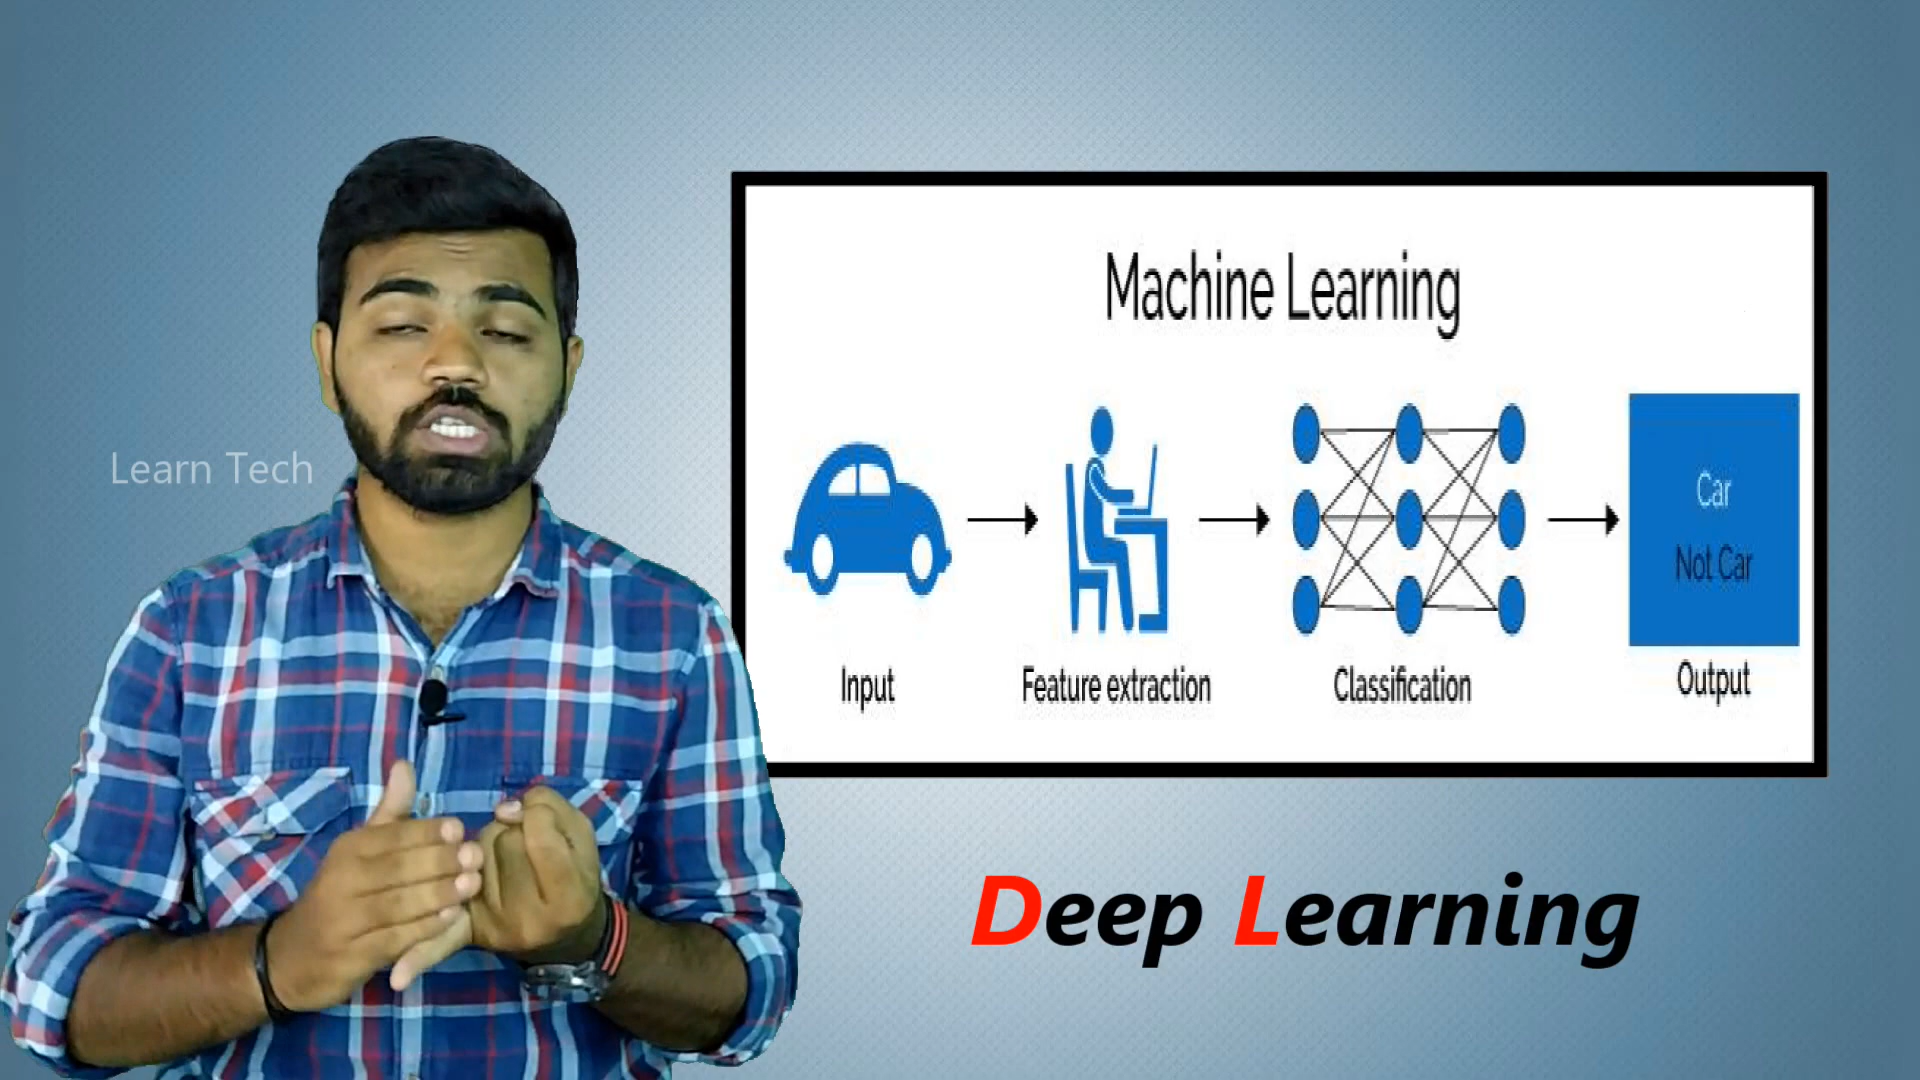 Machine Learning
Learn Tech
Car
Not Car
Input
Feature extraction
Classification
Output
Deep Learning